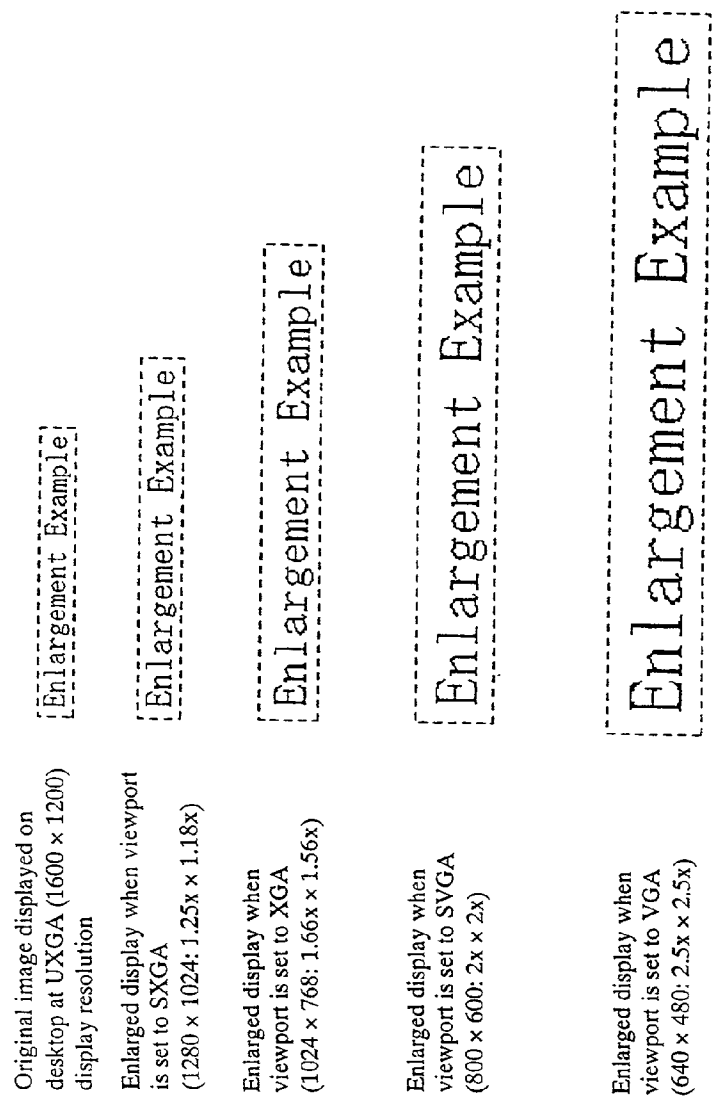 Original image displayed on
desktop at UXGA (1600 × 1200)
display resolution
Enlargement Example
Enlarged display when viewport
is set to SXGA
(1280 × 1024: 1.25x × 1.18x)
Enlargement Example
Enlarged display when
viewport is set to XGA
(1024 × 768: 1.66x × 1.56x)
Enlargement Example
Enlarged display when
viewport is set to SVGA
(800 × 600: 2x × 2x)
Enlargement Example
Enlarged display when
viewport is set to VGA
(640 × 480: 2.5x × 2.5x)
Enlargement Example